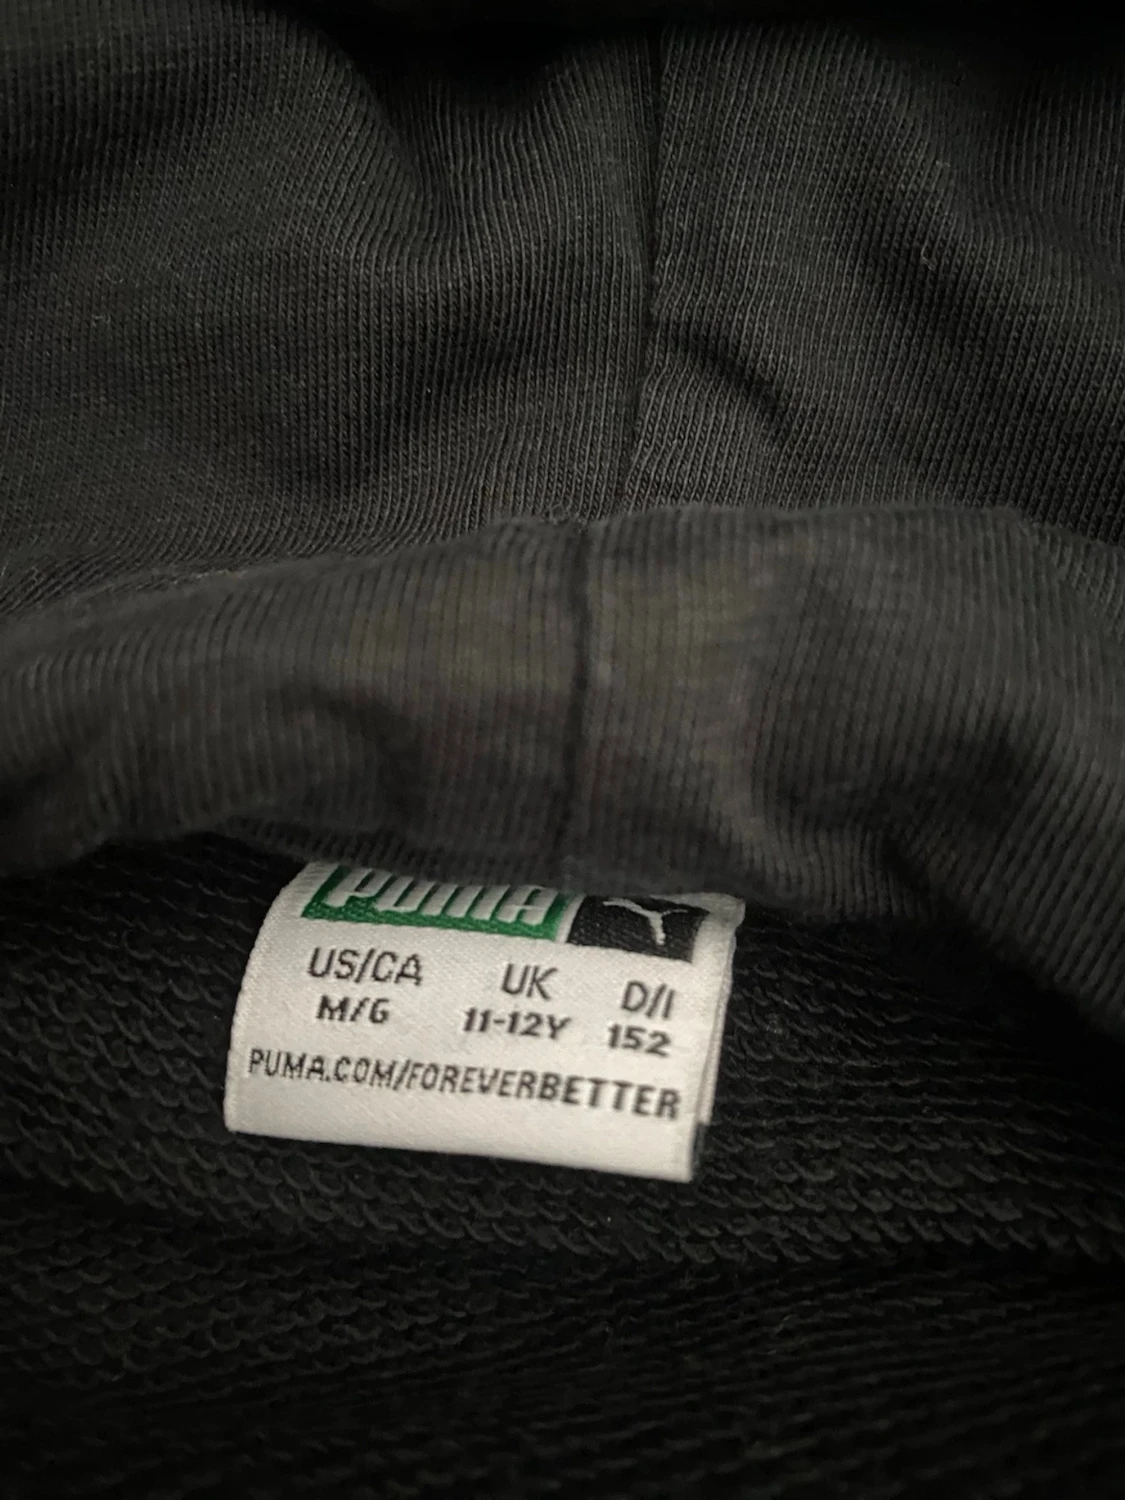 PUMA
US/CA UK D/I
M/G 11-12Y 152
PUMA.COM/FOREVERBETTER